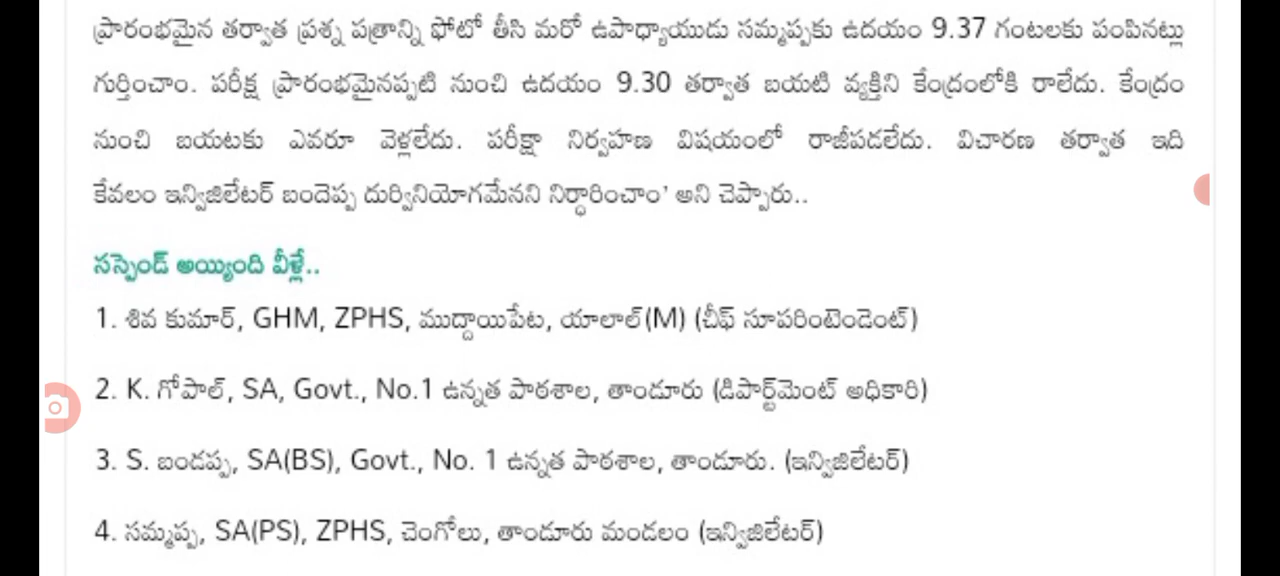 ప్రారంభమైన తర్వాత ప్రశ్న పత్రాన్ని ఫోటో తీసి మరో ఉపాధ్యాయుడు సమ్మప్పకు ఉదయం 9.37 గంటలకు పంపినట్లు
గుర్తించాం. పరీక్ష ప్రారంభమైనప్పటి నుంచి ఉదయం 9.30 తర్వాత బయటి వ్యక్తిని కేంద్రంలోకి రాలేదు. కేంద్రం
నుంచి బయటకు ఎవరూ వెళ్లలేదు. పరీక్షా నిర్వహణ విషయంలో రాజీపడలేదు. విచారణ తర్వాత ఇది
కేవలం ఇన్విజిలేటర్ బందెప్ప దుర్వినియోగమేనని నిర్ధారించాం' అని చెప్పారు..
సస్పెండ్ అయ్యింది వీళ్లే..
1. శివ కుమార్, GHM, ZPHS, ముద్దాయిపేట, యాలాల్(M) (చీఫ్ సూపరింటెండెంట్)
2. K. గోపాల్, SA, Govt., No.1 ఉన్నత పాఠశాల, తాండూరు (డిపార్ట్‌మెంట్ అధికారి)
3. S. బండప్ప, SA(BS), Govt., No. 1 ఉన్నత పాఠశాల, తాండూరు. (ఇన్విజిలేటర్)
4. సమ్మప్ప, SA(PS), ZPHS, చెంగోలు, తాండూరు మండలం (ఇన్విజిలేటర్)